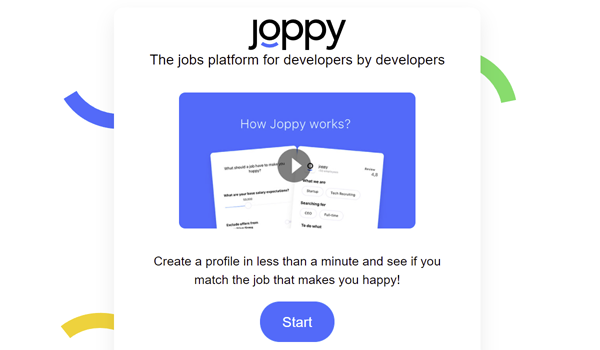 joppy
The jobs platform for developers by developers
How Joppy works?
What should a job have to make you
happy?
What are your have salary expectations?
Exclude offers from
What we are
Startup Tech Recruiting
Searching for
CEO Full-time
To do what
Create a profile in less than a minute and see if you
match the job that makes you happy!
Start